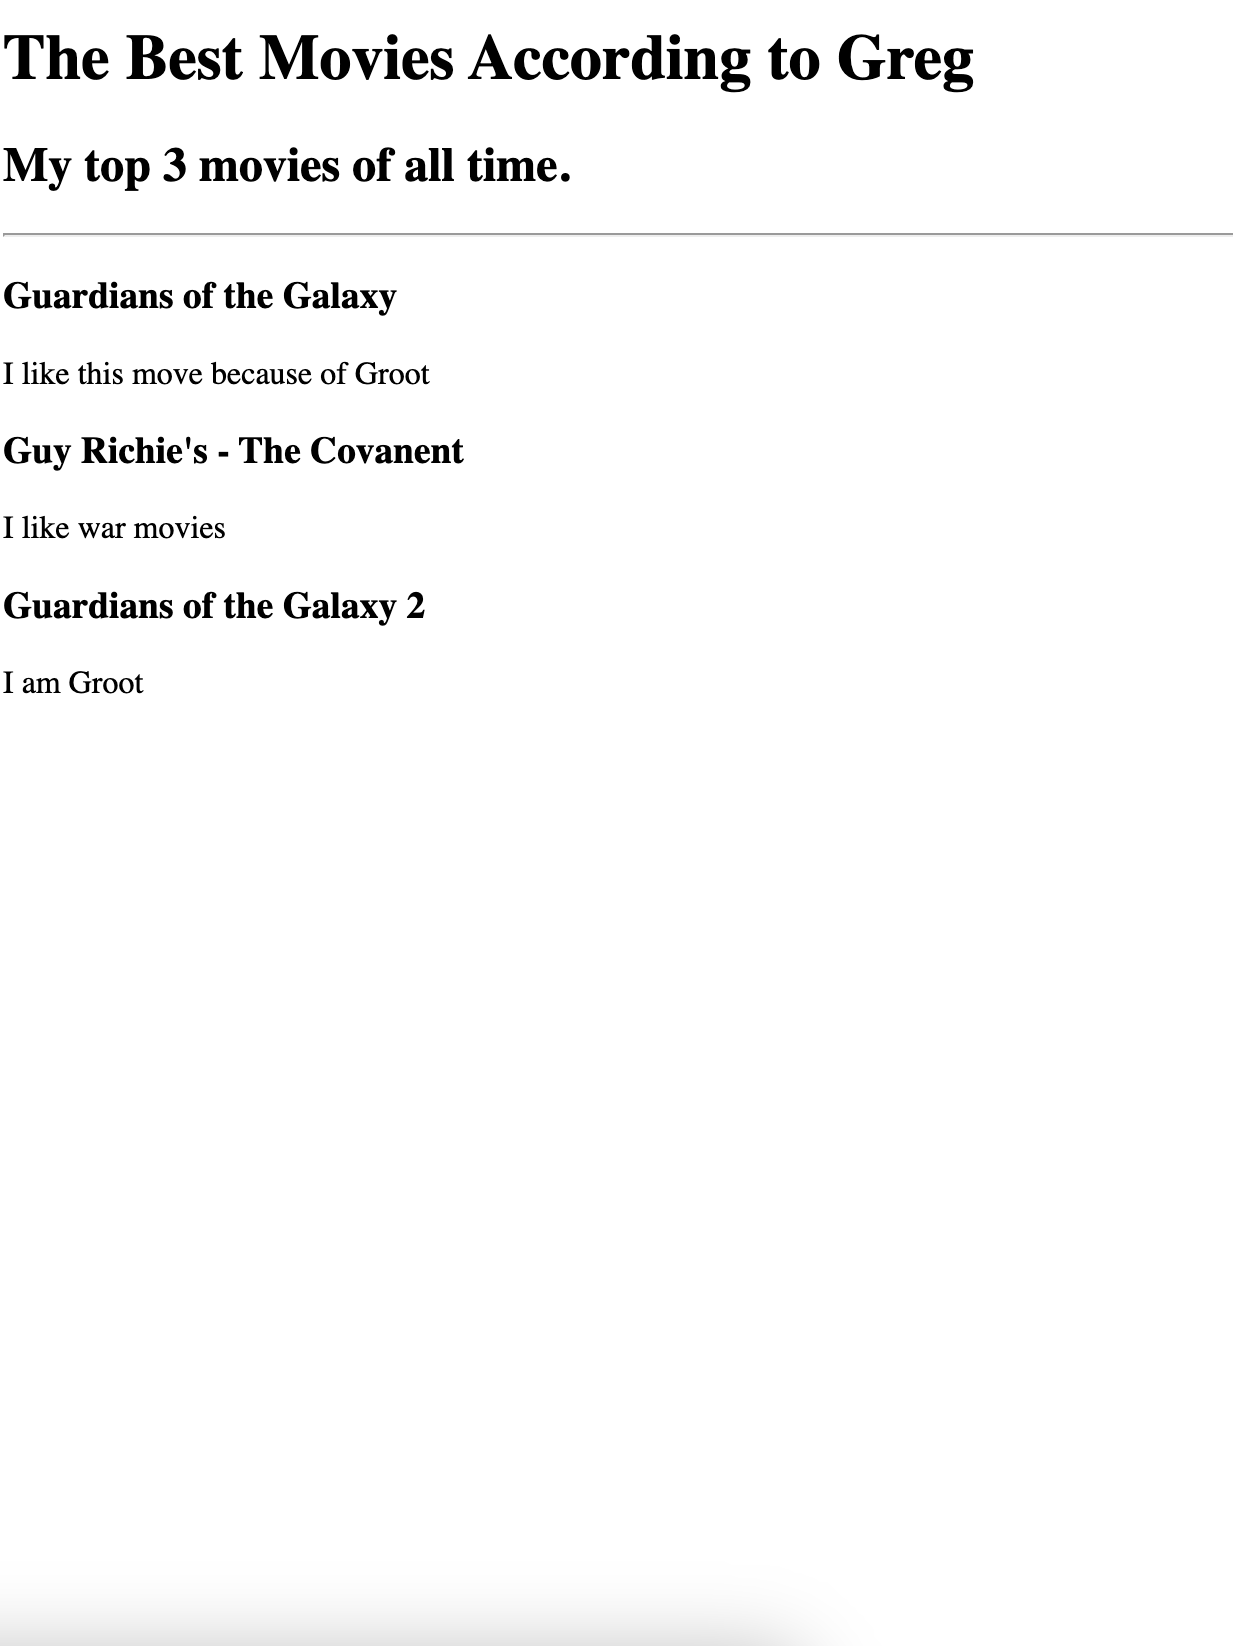 The Best Movies According to Greg
My top 3 movies of all time.
Guardians of the Galaxy
I like this move because of Groot
Guy Richie's - The Covanent
I like war movies
Guardians of the Galaxy 2
I am Groot